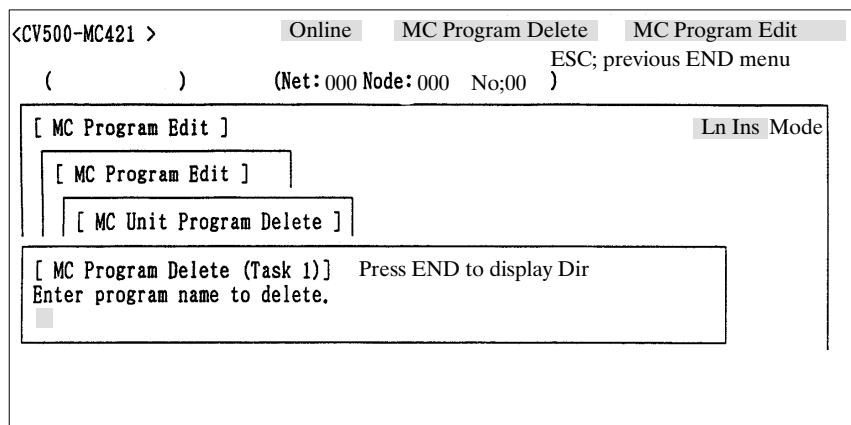 <CV500-MC421 > Online MC Program Delete MC Program Edit
ESC; previous END menu
( ) (Net: 000 Node: 000 No;00 )
[ MC Program Edit ] Ln Ins Mode
[ MC Program Edit ]
[ MC Unit Program Delete ]
[ MC Program Delete (Task 1)] Press END to display Dir
Enter program name to delete.